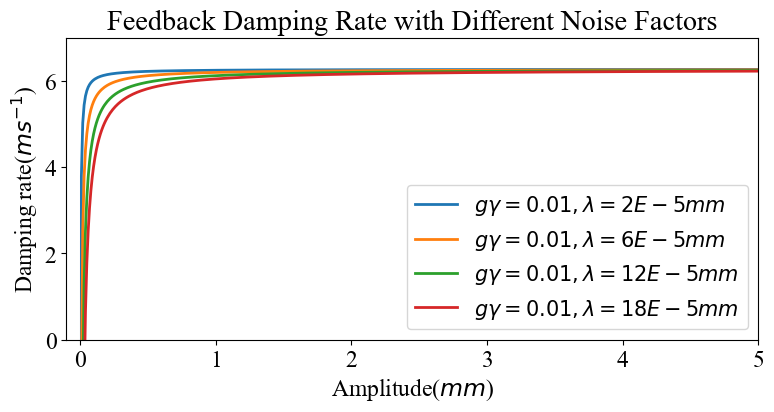 Feedback Damping Rate with Different Noise Factors
Damping rate(ms⁻¹)
6
4
2
0
gγ = 0.01, λ = 2E − 5mm
gγ = 0.01, λ = 6E − 5mm
gγ = 0.01, λ = 12E − 5mm
gγ = 0.01, λ = 18E − 5mm
0 1 2 3 4 5
Amplitude(mm)